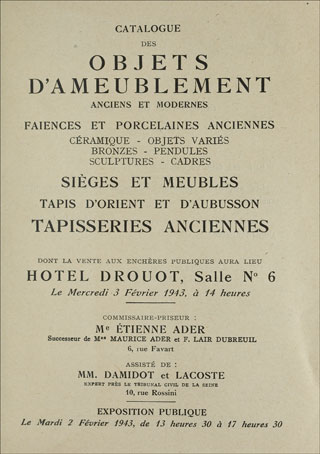 CATALOGUE
DES
OBJETS
D'AMEUBLEMENT
ANCIENS ET MODERNES
FAIENCES ET PORCELAINES ANCIENNES
CÉRAMIQUE - OBJETS VARIÉS
BRONZES - PENDULES
SCULPTURES - CADRES
SIÈGES ET MEUBLES
TAPIS D'ORIENT ET D'AUBUSSON
TAPISSERIES ANCIENNES
DONT LA VENTE AUX ENCHÈRES PUBLIQUES AURA LIEU
HOTEL DROUOT, Salle Nº 6
Le Mercredi 3 Février 1943, à 14 heures
COMMISSAIRE-PRISEUR :
Mᵉ ÉTIENNE ADER
Successeur de Mᵉˢ MAURICE ADER et F. LAIR DUBREUIL
6, rue Favart
ASSISTÉ DE :
MM. DAMIDOT et LACOSTE
EXPERT PRÈS LE TRIBUNAL CIVIL DE LA SEINE
10, rue Rossini
EXPOSITION PUBLIQUE
Le Mardi 2 Février 1943, de 13 heures 30 à 17 heures 30